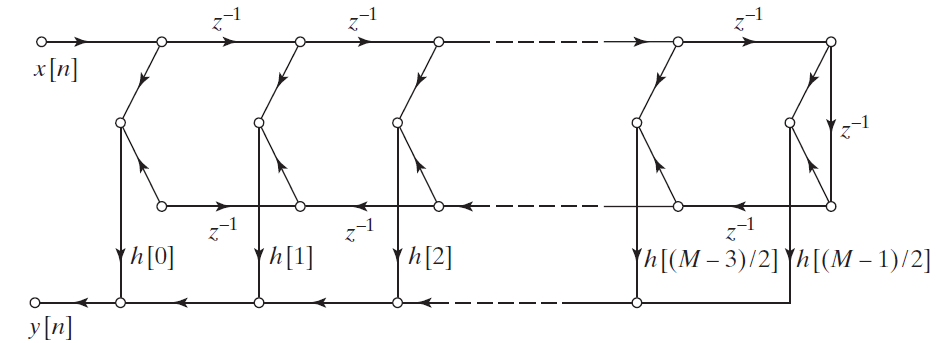 z⁻¹ z⁻¹ z⁻¹
x[n]
z⁻¹
z⁻¹ z⁻¹ z⁻¹
h[0] h[1] h[2] h[(M – 3)/2] h[(M – 1)/2]
y[n]